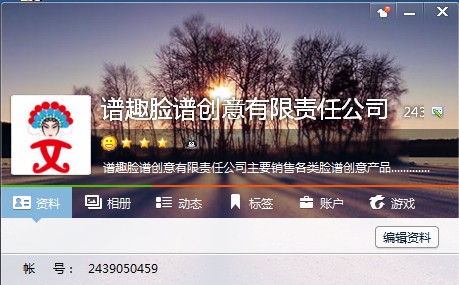 谱趣脸谱创意有限责任公司 243
谱趣脸谱创意有限责任公司主要销售各类脸谱创意产品............
资料 相册 动态 标签 账户 游戏
编辑资料
帐 号： 2439050459